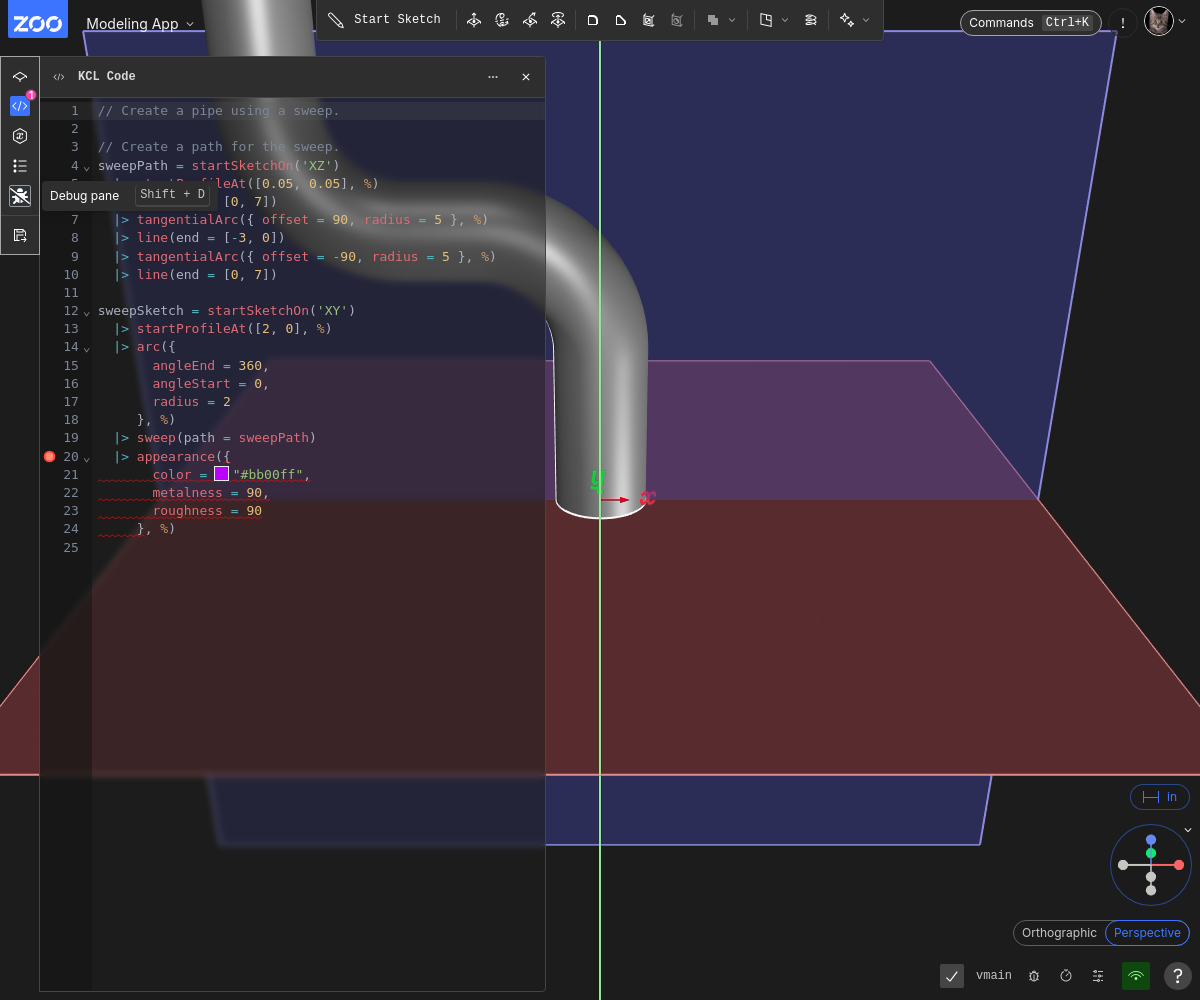 ZOO
Modeling App
Start Sketch
Commands Ctrl+K
!
KCL Code
1
1 // Create a pipe using a sweep.
2
3 // Create a path for the sweep.
4 sweepPath = startSketchOn('XZ')
Debug pane Shift + D
ileAt([0.05, 0.05], %)
[0, 7])
7 |> tangentialArc({ offset = 90, radius = 5 }, %)
8 |> line(end = [-3, 0])
9 |> tangentialArc({ offset = -90, radius = 5 }, %)
10 |> line(end = [0, 7])
11
12 sweepSketch = startSketchOn('XY')
13 |> startProfileAt([2, 0], %)
14 |> arc({
15 angleEnd = 360,
16 angleStart = 0,
17 radius = 2
18 }, %)
19 |> sweep(path = sweepPath)
20 |> appearance({
21 color = "#bb00ff",
22 metalness = 90,
23 roughness = 90
24 }, %)
25
y
x
in
Orthographic Perspective
vmain
?